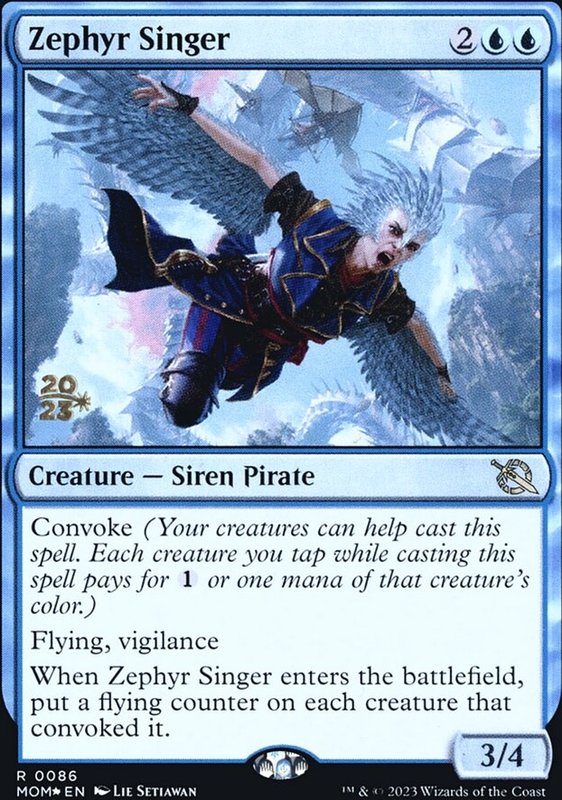 Zephyr Singer 2
20
23
Creature — Siren Pirate
Convoke (Your creatures can help cast this
spell. Each creature you tap while casting this
spell pays for 1 or one mana of that creature's
color.)
Flying, vigilance
When Zephyr Singer enters the battlefield,
put a flying counter on each creature that
convoked it.
3/4
R 0086
MOM★EN Lie Setiawan
™ & © 2023 Wizards of the Coast